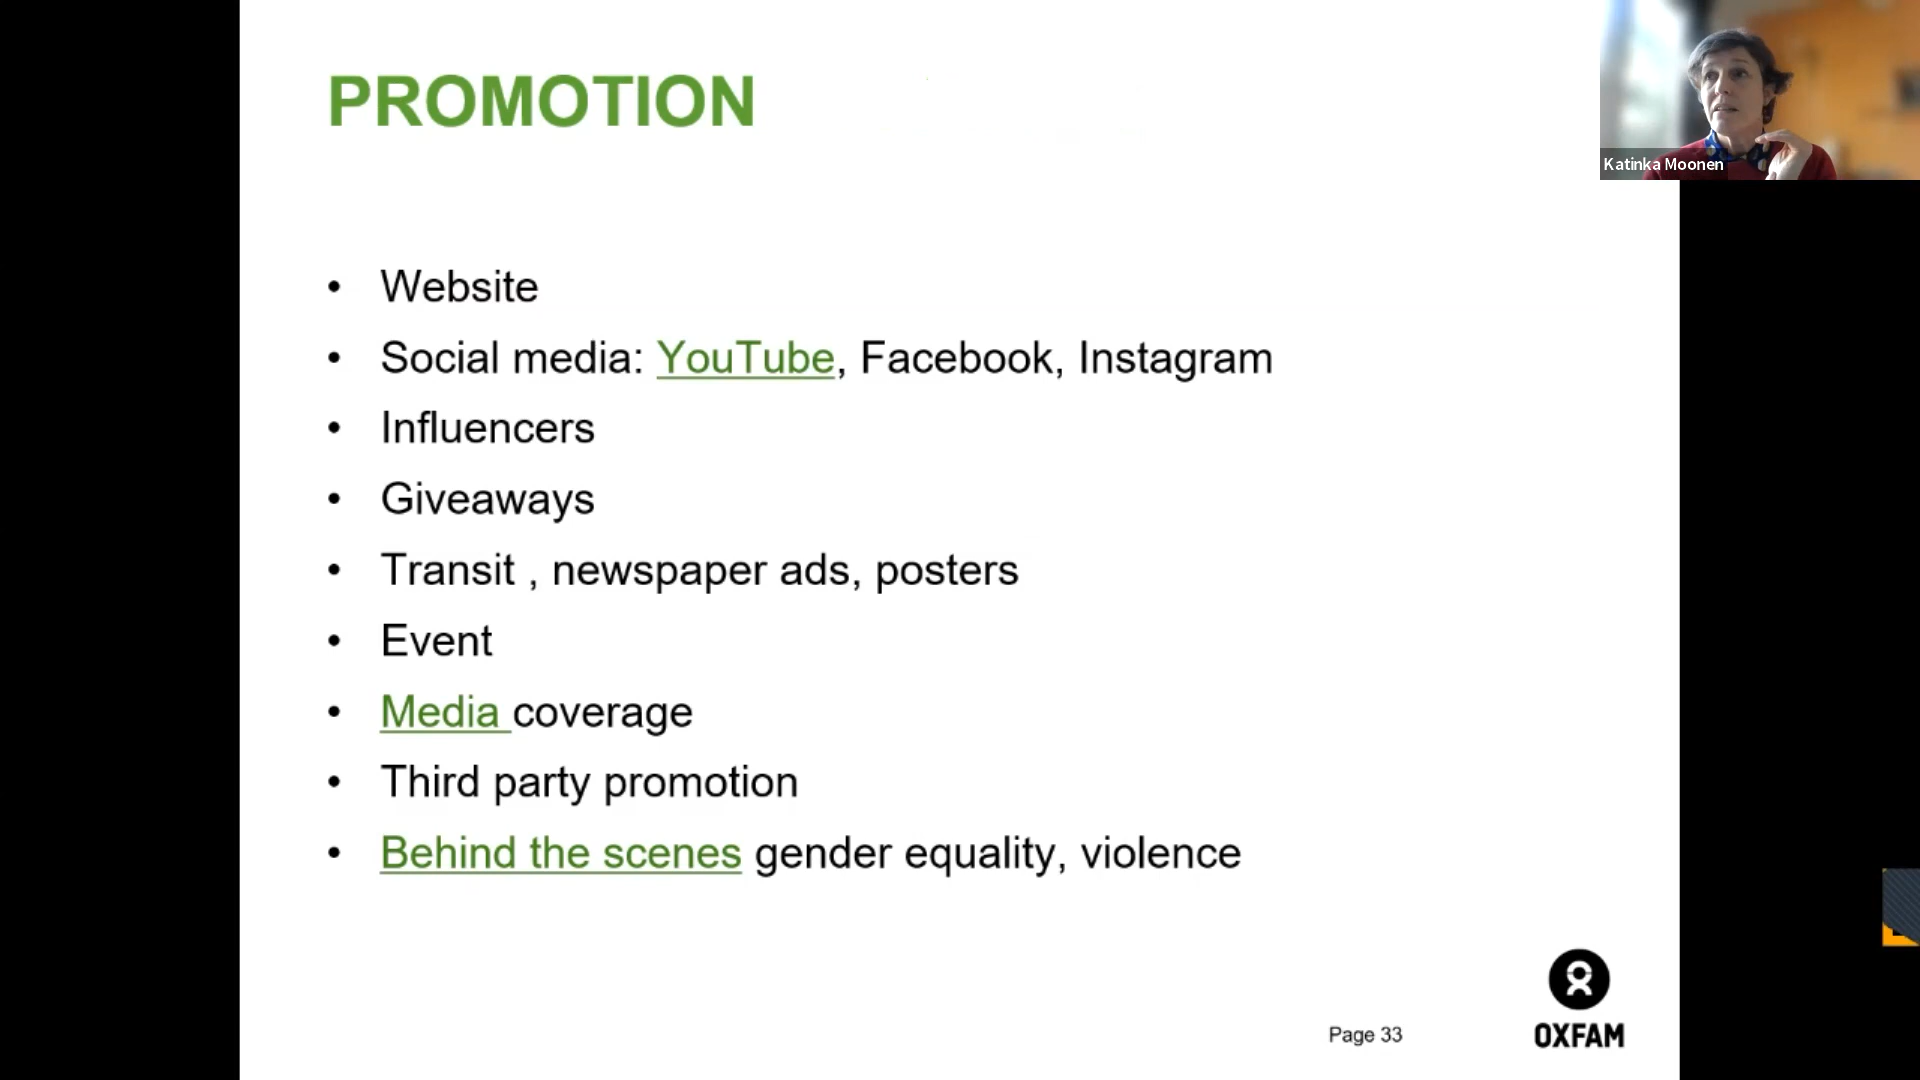 PROMOTION
Katinka Moonen
• Website
• Social media: YouTube, Facebook, Instagram
• Influencers
• Giveaways
• Transit , newspaper ads, posters
• Event
• Media coverage
• Third party promotion
• Behind the scenes gender equality, violence
Page 33
OXFAM